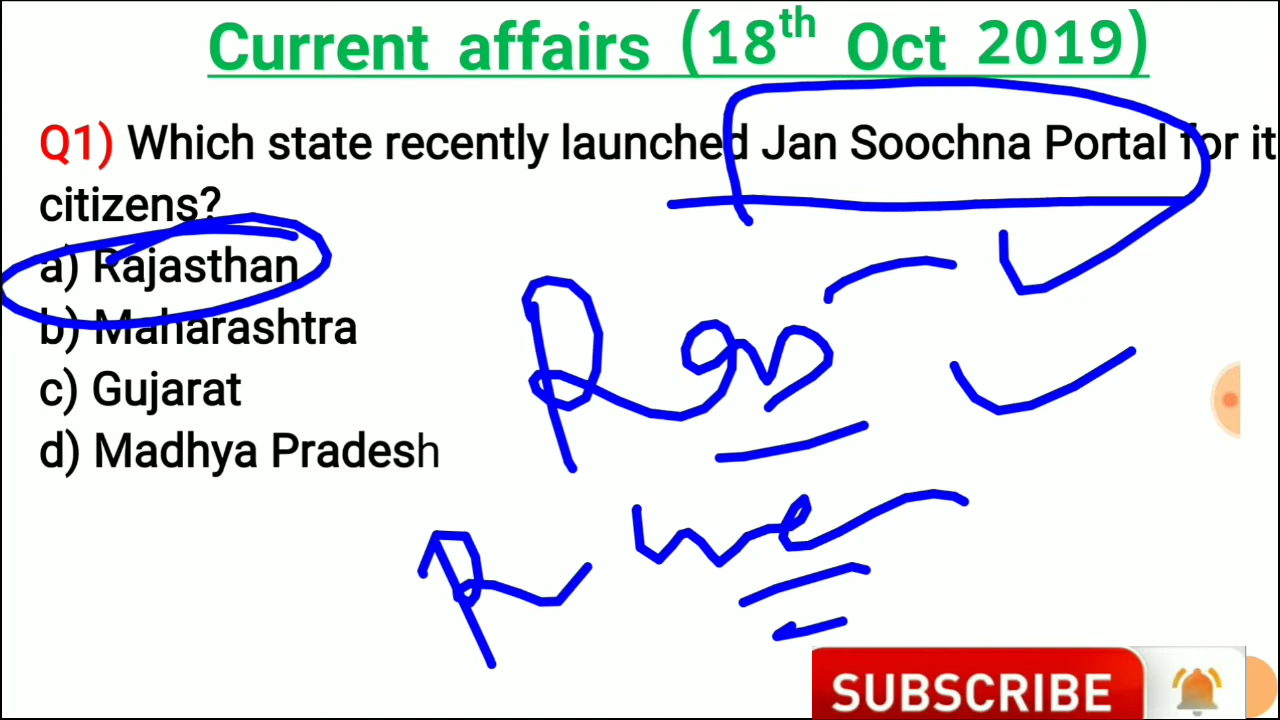 Current affairs (18th Oct 2019)
Q1) Which state recently launched Jan Soochna Portal for it
citizens?
a) Rajasthan
b) Maharashtra
c) Gujarat
d) Madhya Pradesh
SUBSCRIBE